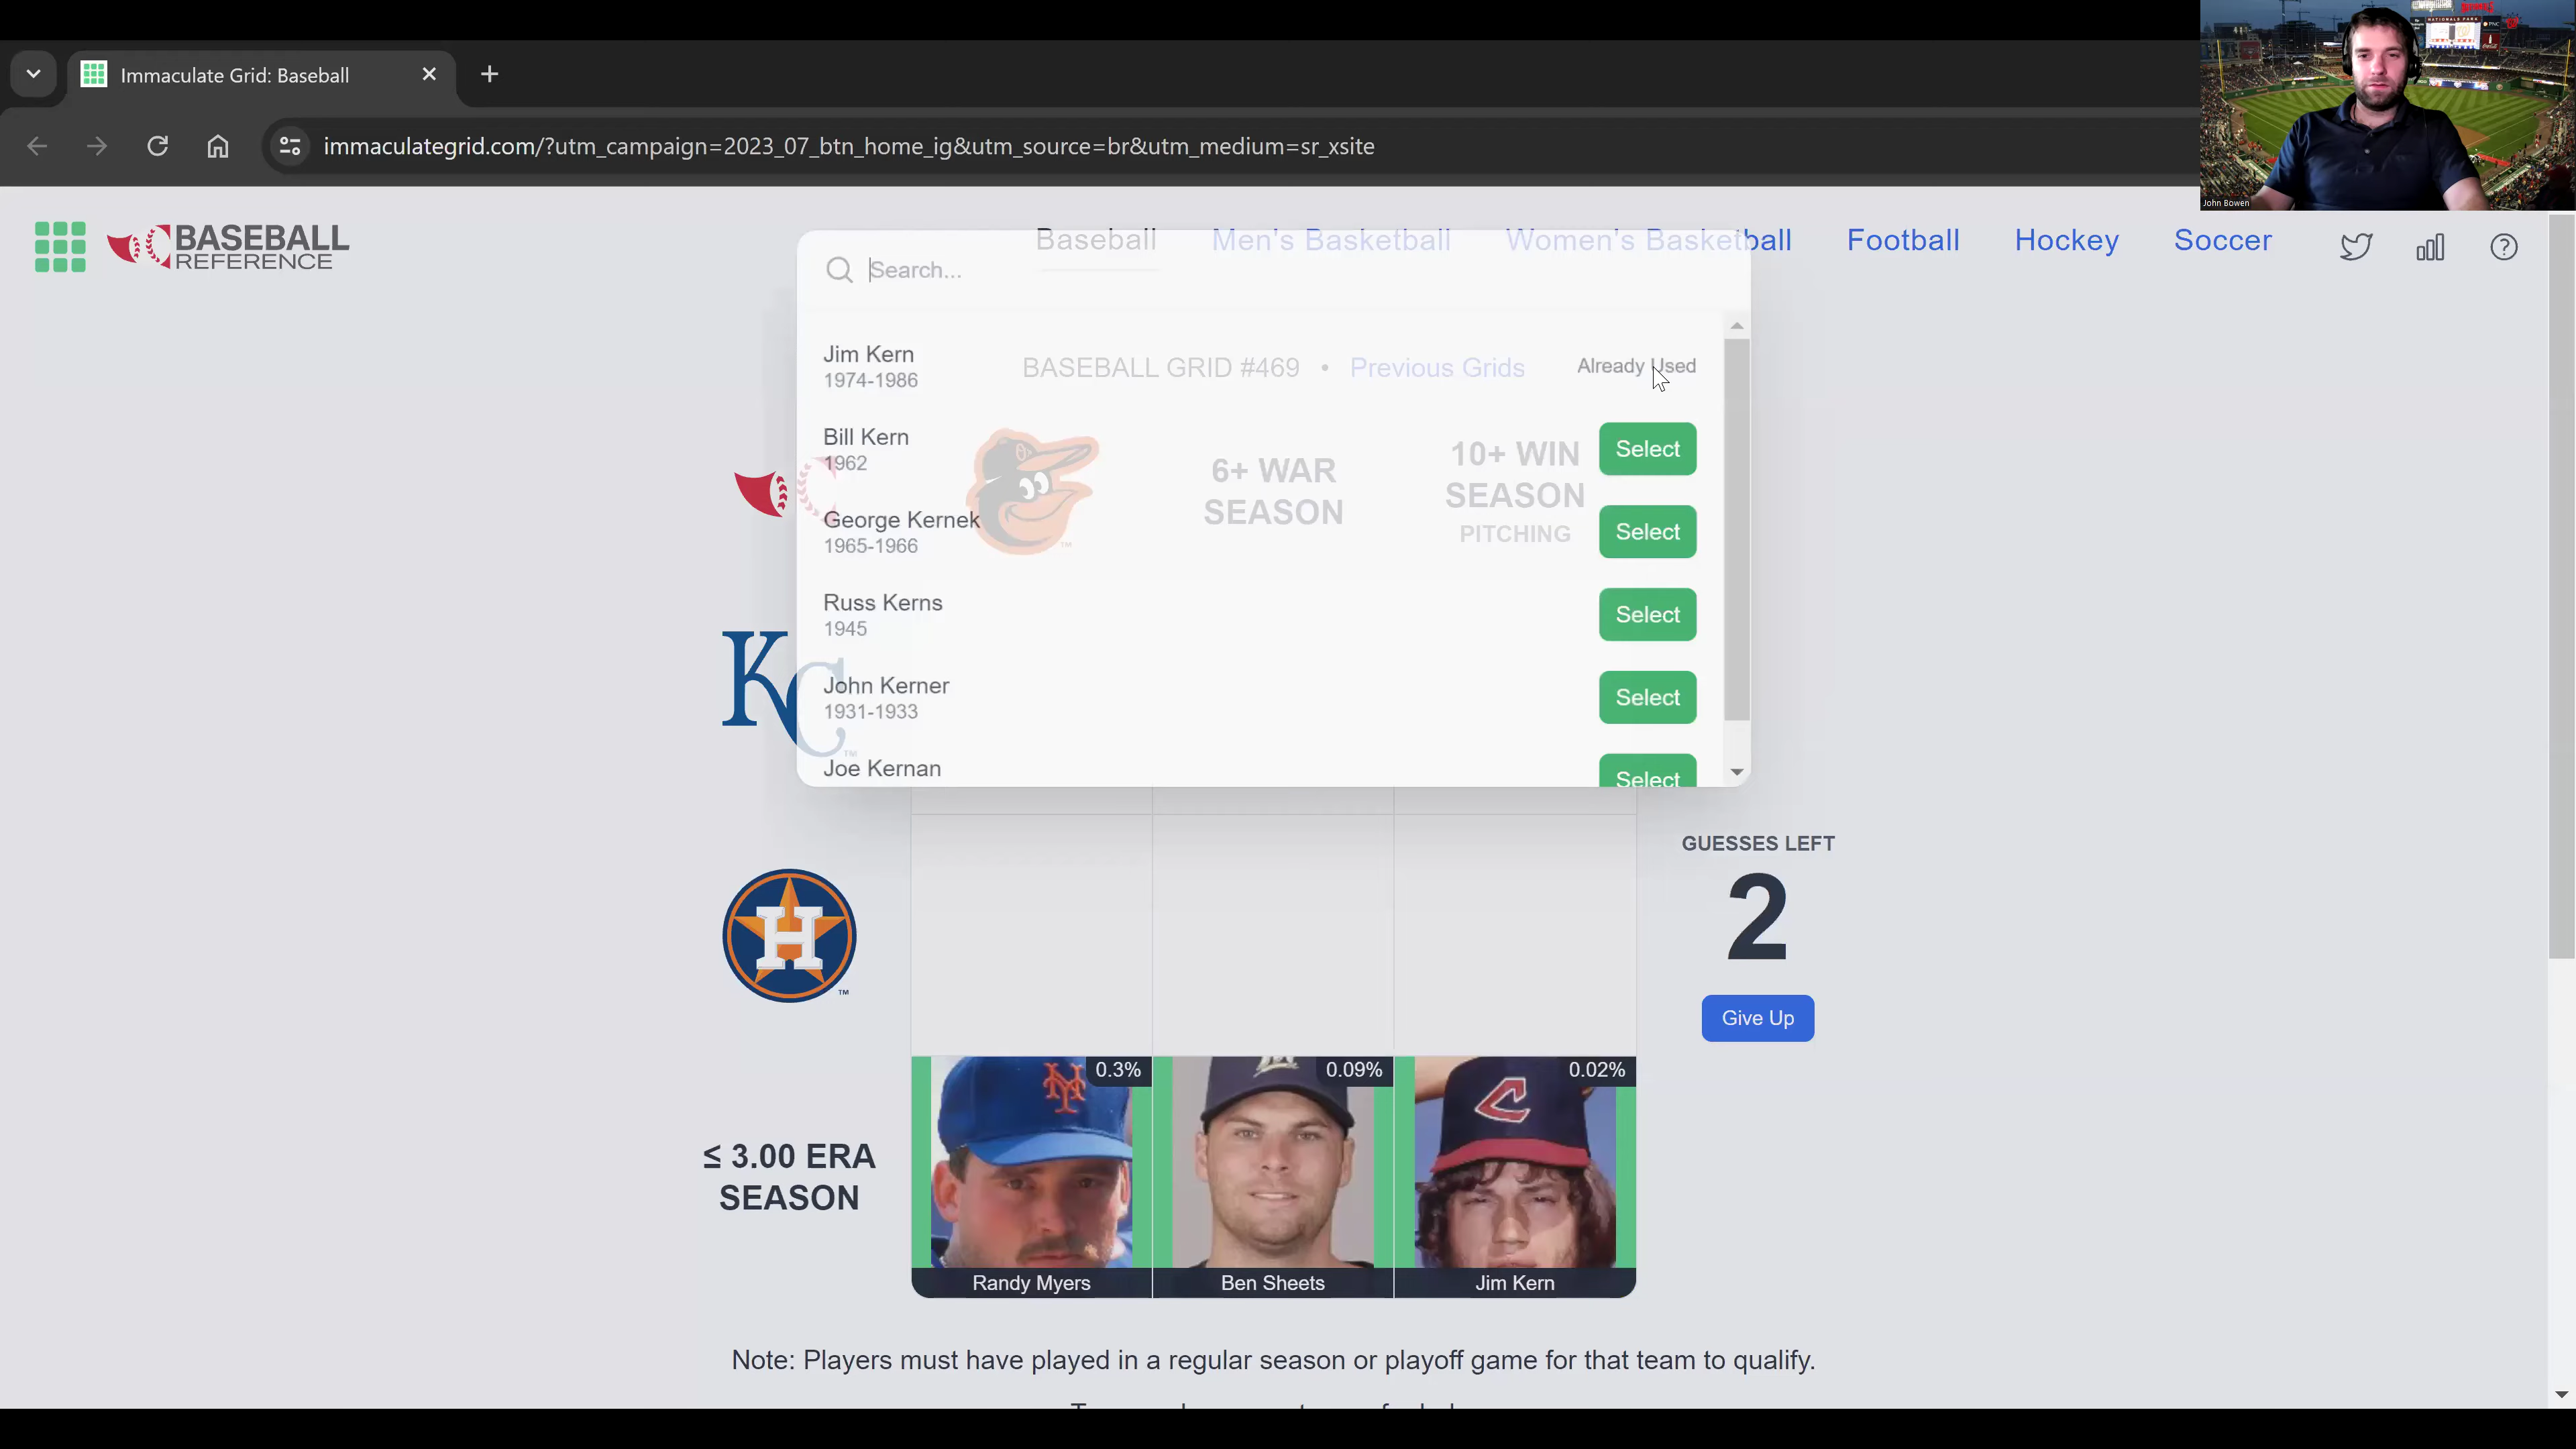 Immaculate Grid: Baseball
immaculategrid.com/?utm_campaign=2023_07_btn_home_ig&utm_source=br&utm_medium=sr_xsite
John Bowen
BASEBALL
REFERENCE
Baseball
Men's Basketball
Women's Basketball
Football
Hockey
Soccer
Search...
Jim Kern
1974-1986
BASEBALL GRID #469 • Previous Grids
Already Used
Bill Kern
1962
Select
6+ WAR
SEASON
10+ WIN
SEASON
PITCHING
George Kernek
1965-1966
Select
Russ Kerns
1945
Select
KC
John Kerner
1931-1933
Select
Joe Kernan
Select
GUESSES LEFT
2
Give Up
H
≤ 3.00 ERA
SEASON
0.3%
Randy Myers
0.09%
Ben Sheets
0.02%
Jim Kern
Note: Players must have played in a regular season or playoff game for that team to qualify.